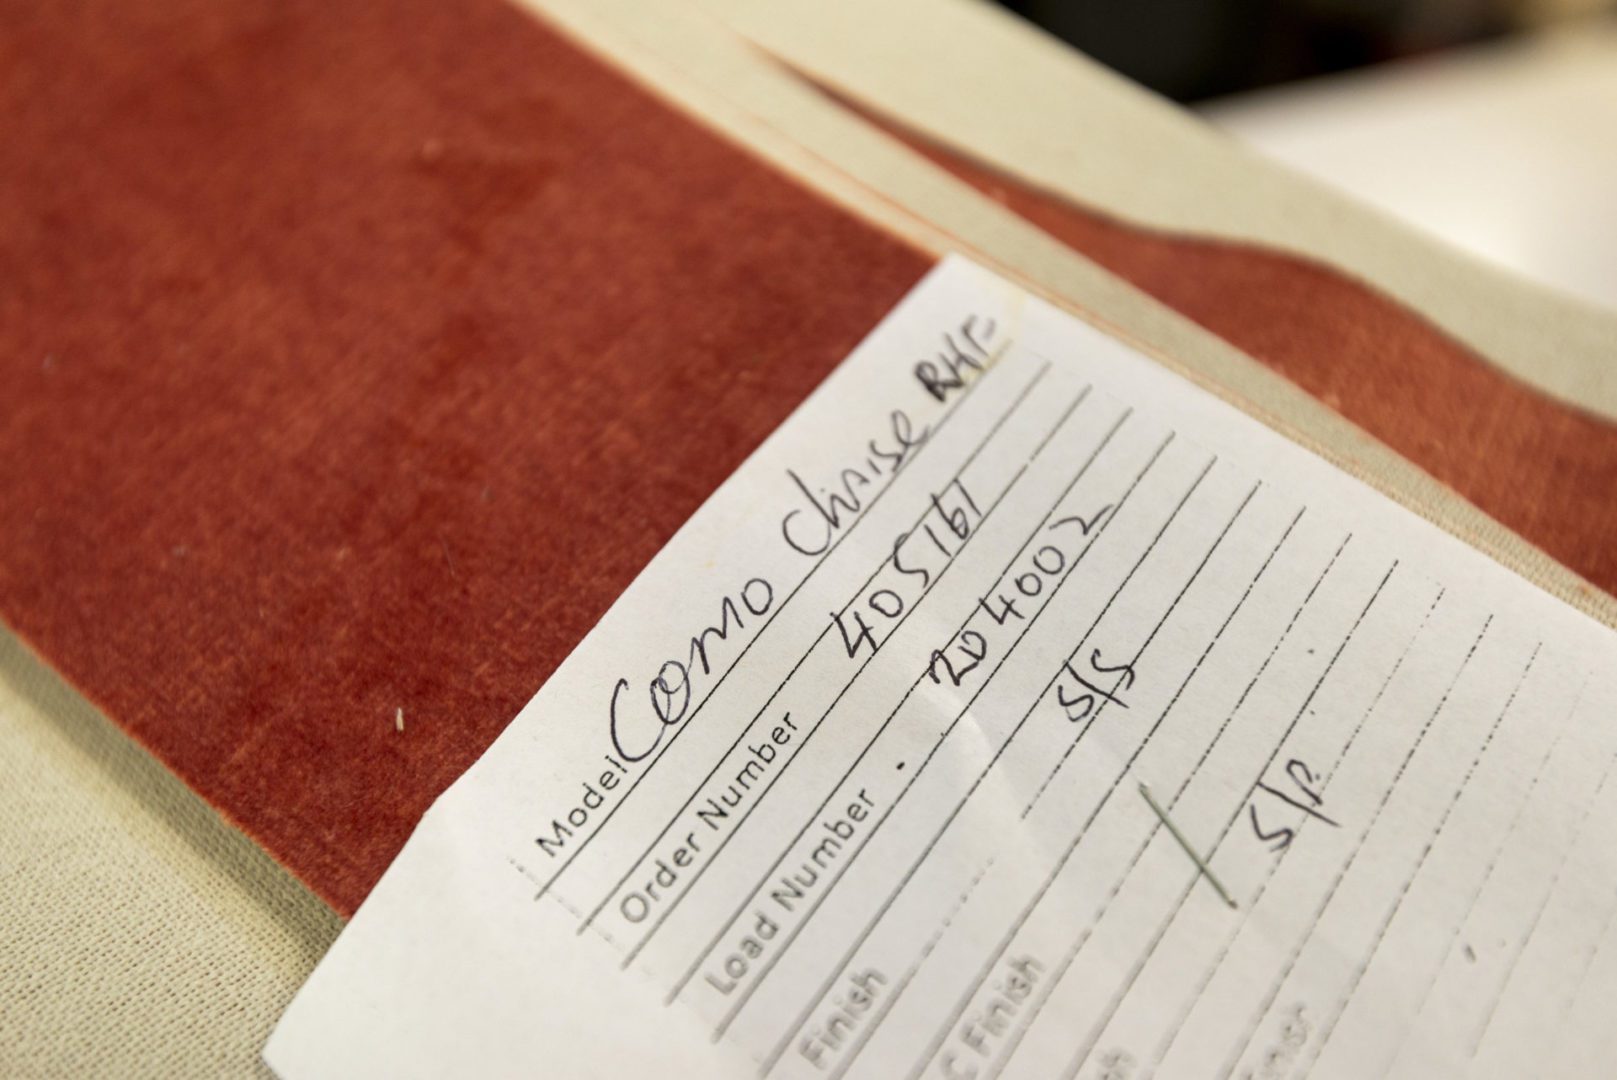 Model Como Chaise RHF
Order Number 405161
Load Number 204002
Finish S/S
C Finish
S/P